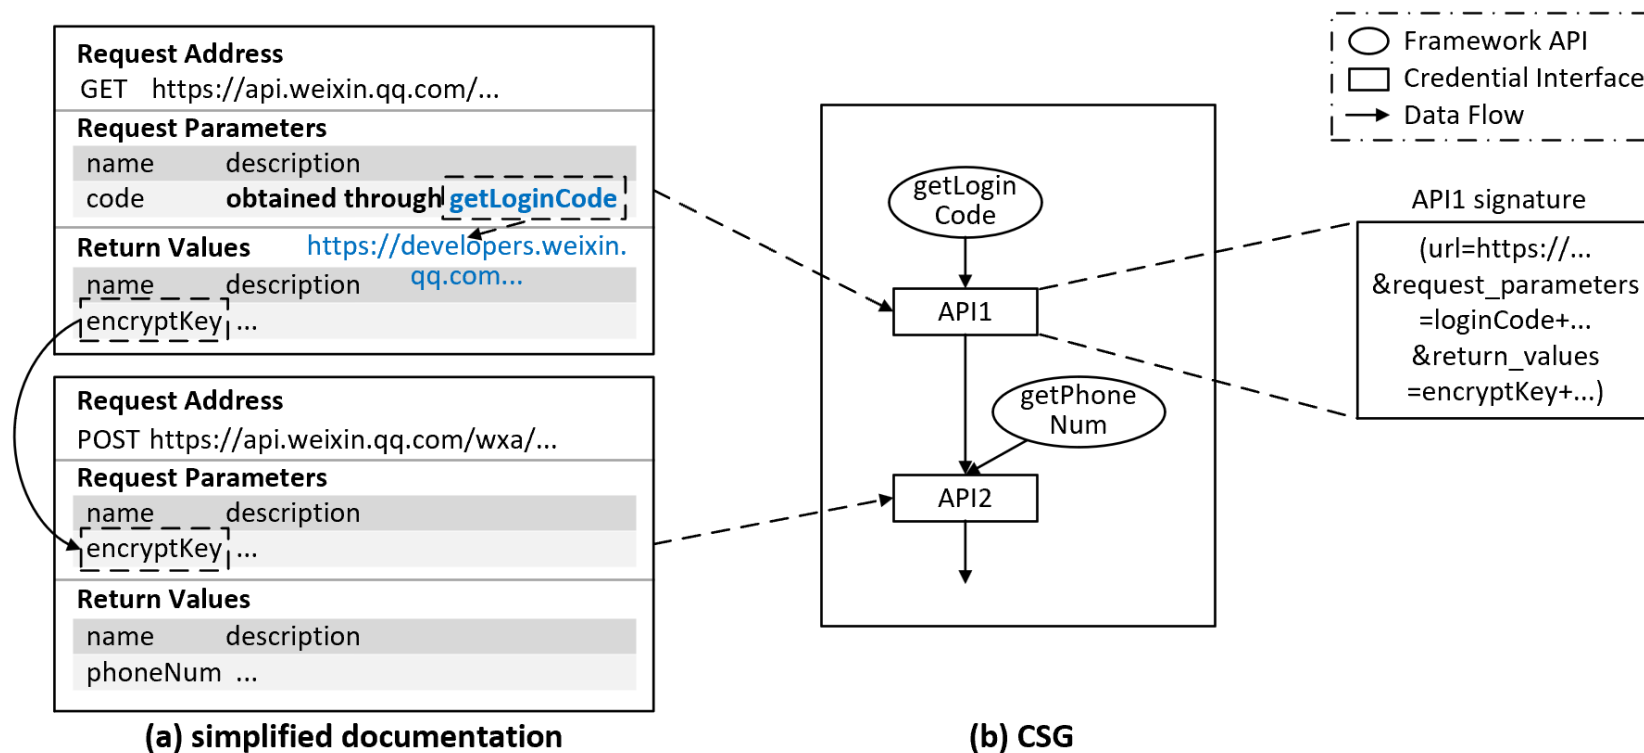 Request Address
GET https://api.weixin.qq.com/...
Request Parameters
name description
code obtained through getLoginCode
Return Values https://developers.weixin.
qq.com...
name description
encryptKey ...
Request Address
POST https://api.weixin.qq.com/wxa/...
Request Parameters
name description
encryptKey ...
Return Values
name description
phoneNum ...
(a) simplified documentation
getLogin
Code
API1
getPhone
Num
API2
(b) CSG
Framework API
Credential Interface
Data Flow
API1 signature
(url=https://...
&request_parameters
=loginCode+...
&return_values
=encryptKey+...)